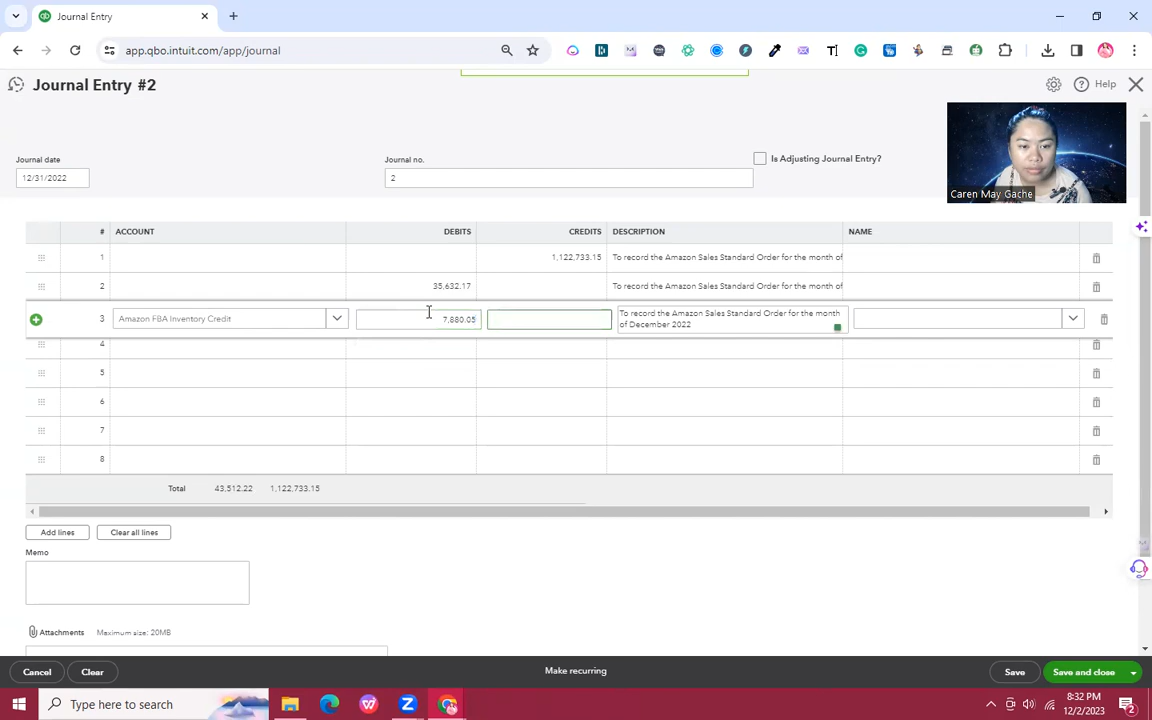 Journal Entry
app.qbo.intuit.com/app/journal
Journal Entry #2
Help
Journal date
Journal no.
Is Adjusting Journal Entry?
12/31/2022
2
Caren May Gache
# ACCOUNT DEBITS CREDITS DESCRIPTION NAME
1 1,122,733.15 To record the Amazon Sales Standard Order for the month of
2 35,632.17 To record the Amazon Sales Standard Order for the month of
3 Amazon FBA Inventory Credit 7,880.05 To record the Amazon Sales Standard Order for the month
of December 2022
4
5
6
7
8
Total 43,512.22 1,122,733.15
Add lines Clear all lines
Memo
Attachments Maximum size: 20MB
Cancel Clear Make recurring Save Save and close
Type here to search
8:32 PM
12/2/2023
2